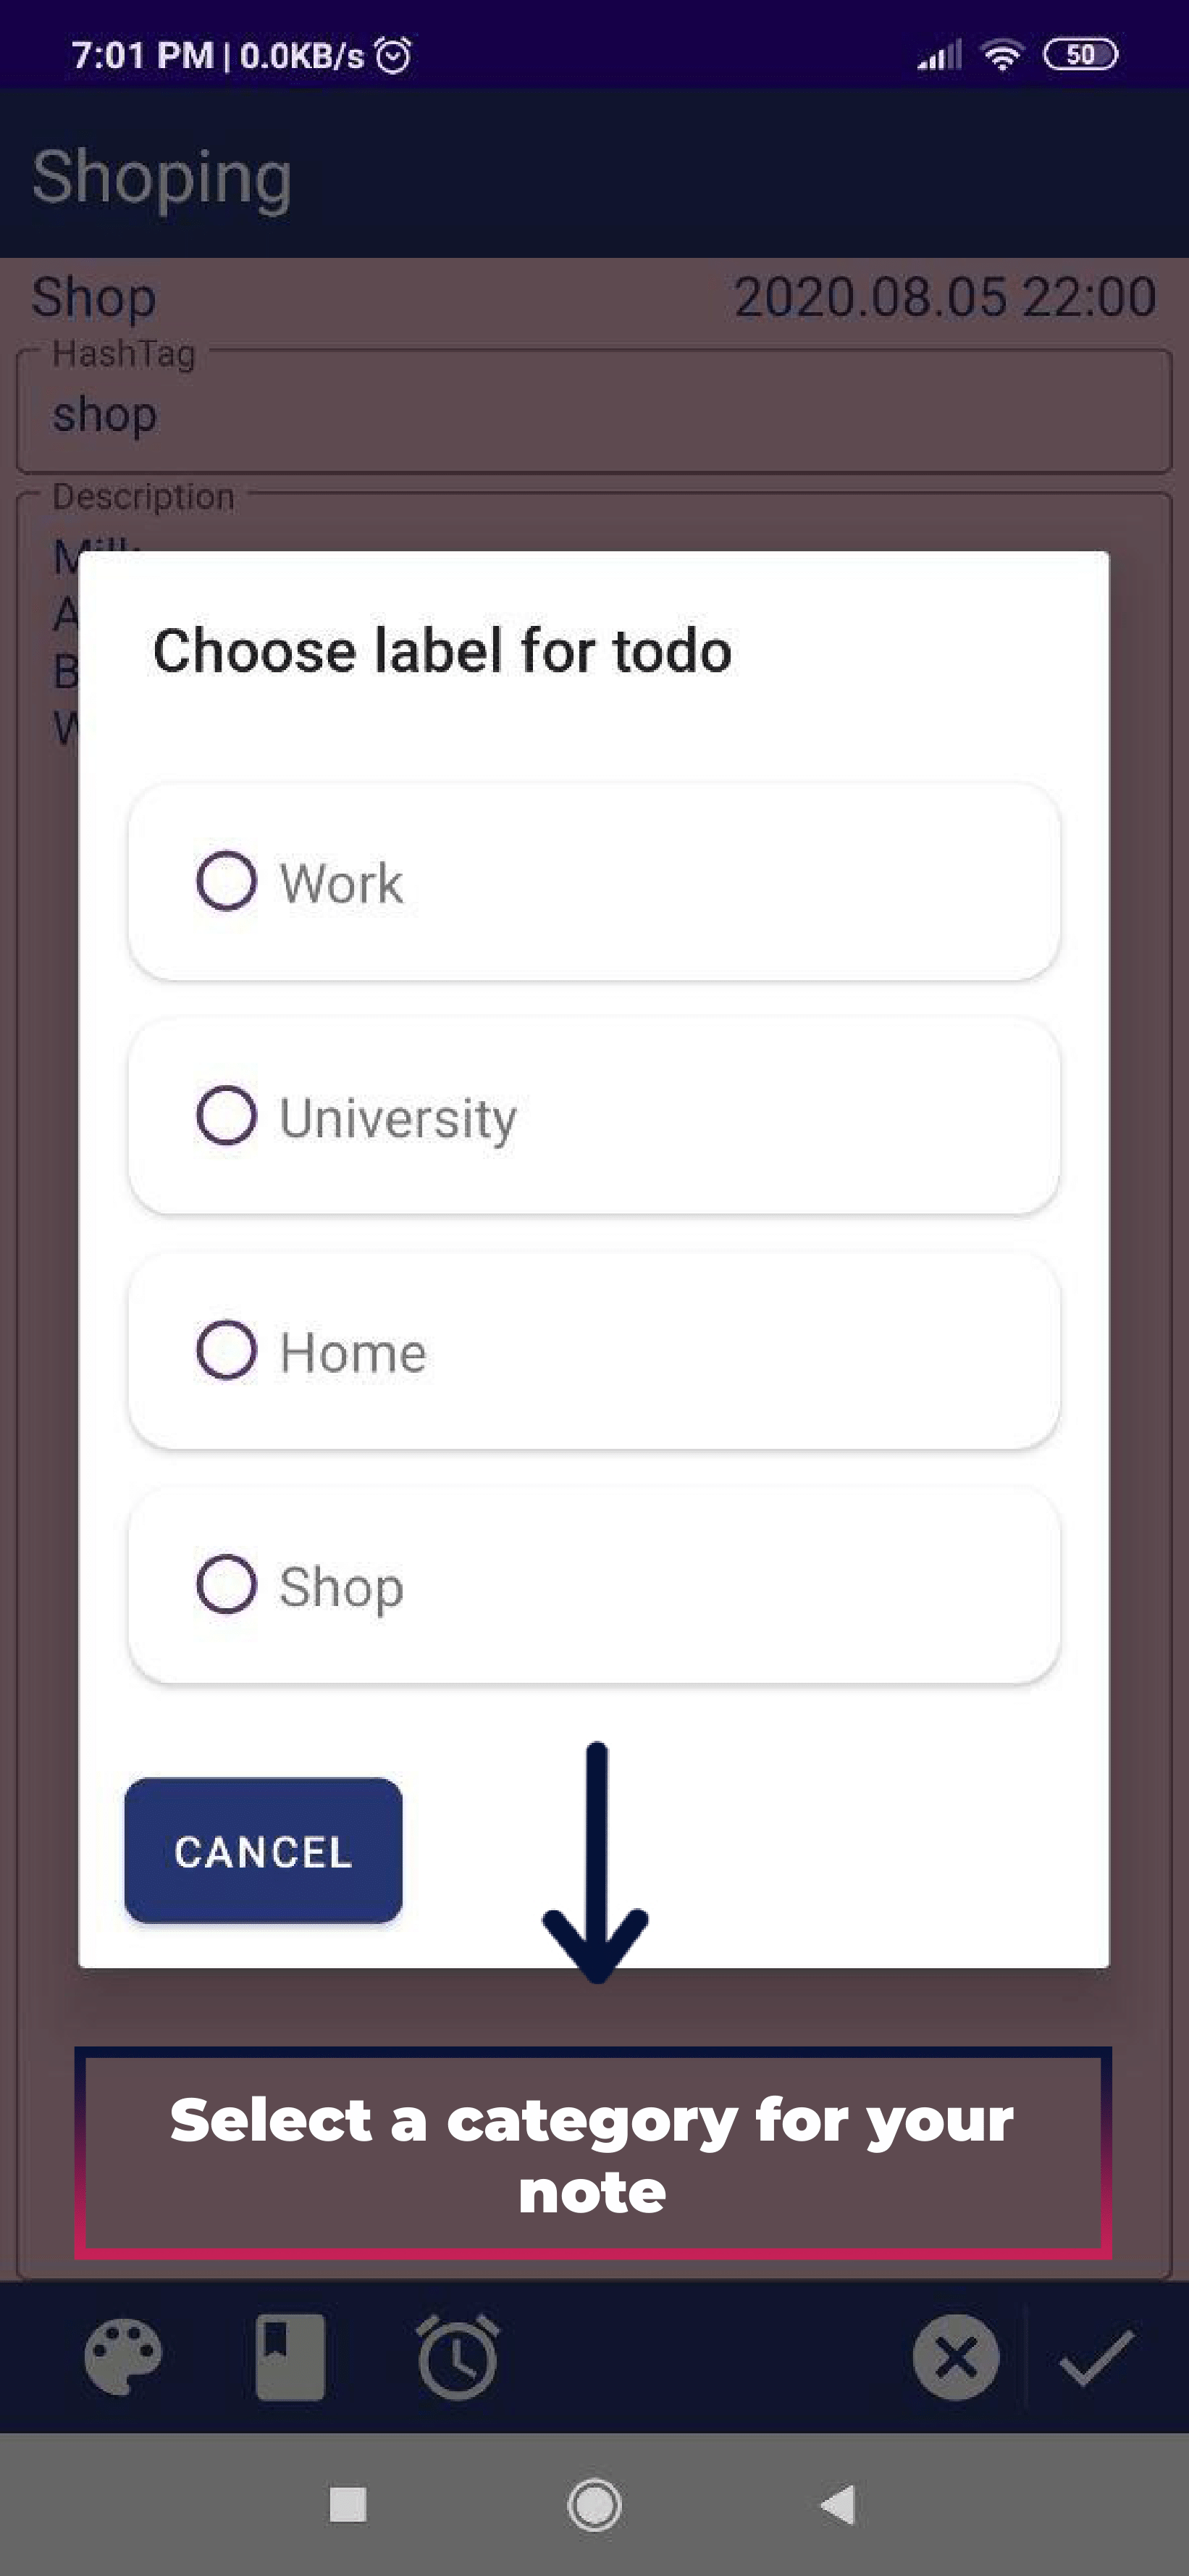 7:01 PM | 0.0KB/s
50
Shoping
Shop 2020.08.05 22:00
HashTag
shop
Description
Choose label for todo
Work
University
Home
Shop
CANCEL
Select a category for your
note